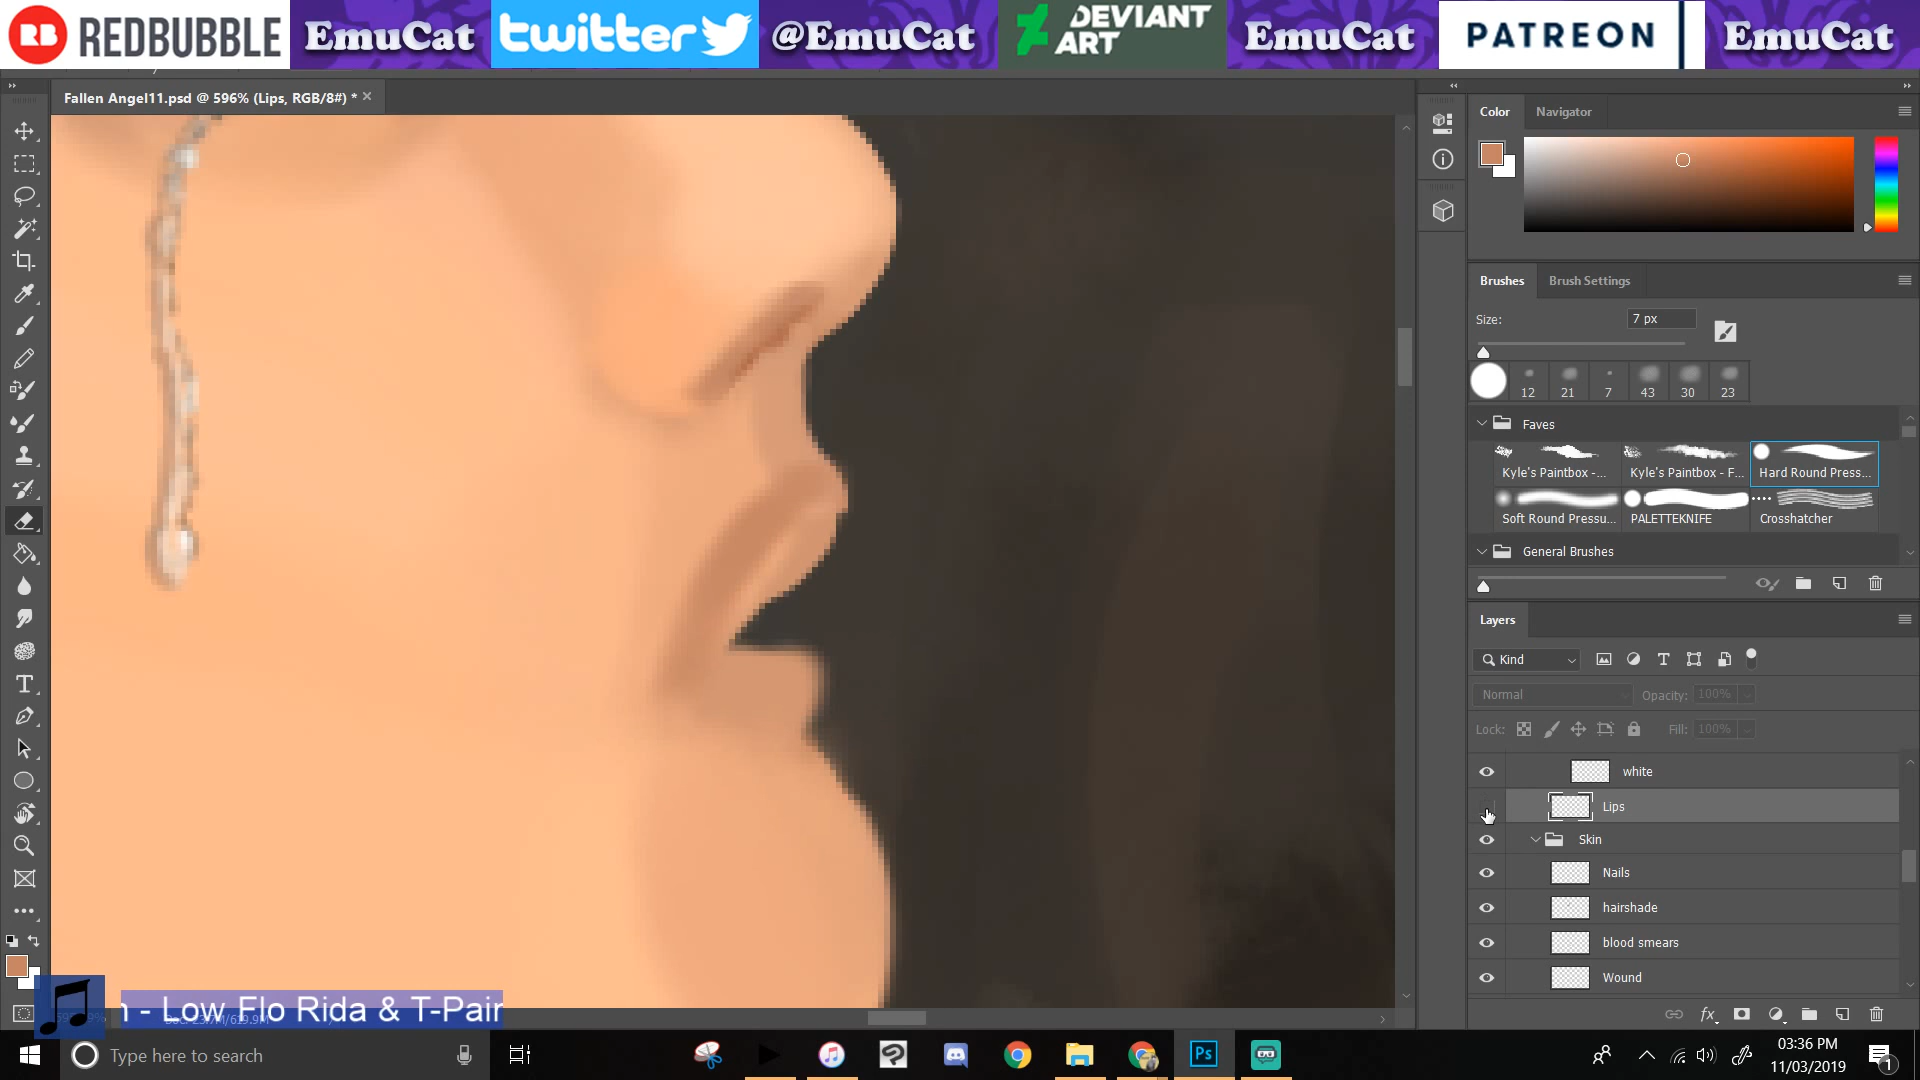 REDBUBBLE EmuCat twitter @EmuCat DEVIANT ART EmuCat PATREON EmuCat
Fallen Angel11.psd @ 596% (Lips, RGB/8#) *
Color Navigator
Brushes Brush Settings
Size: 7 px
12 21 7 43 30 23
Faves
Kyle's Paintbox -... Kyle's Paintbox - F... Hard Round Press...
Soft Round Pressu... PALETTEKNIFE Crosshatcher
General Brushes
Layers
Kind
Normal Opacity: 100%
Lock: Fill: 100%
white
Lips
Skin
Nails
hairshade
blood smears
Wound
- Low Flo Rida & T-Pain
Type here to search
Ps
03:36 PM
11/03/2019
1